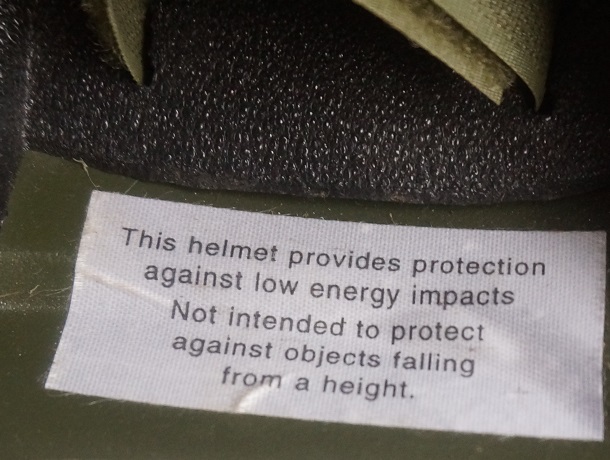 This helmet provides protection
against low energy impacts
Not intended to protect
against objects falling
from a height.